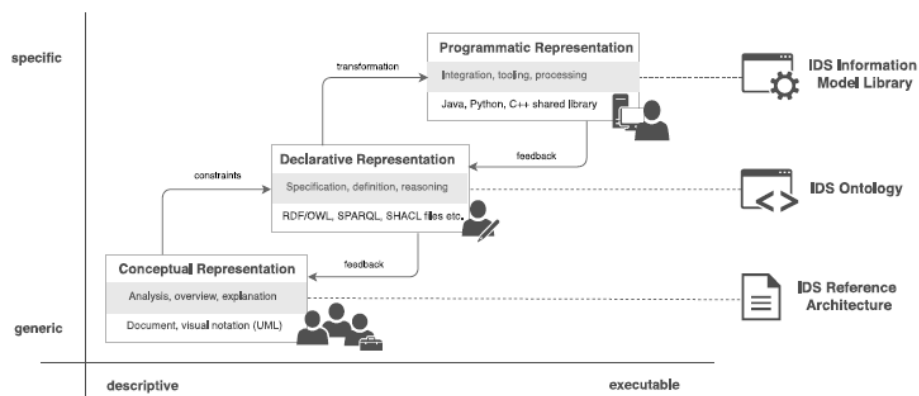 specific
Programmatic Representation
Integration, tooling, processing
Java, Python, C++ shared library
IDS Information
Model Library
transformation
feedback
Declarative Representation
Specification, definition, reasoning
RDF/OWL, SPARQL, SHACL files etc.
IDS Ontology
constraints
feedback
Conceptual Representation
Analysis, overview, explanation
Document, visual notation (UML)
IDS Reference
Architecture
generic
descriptive
executable